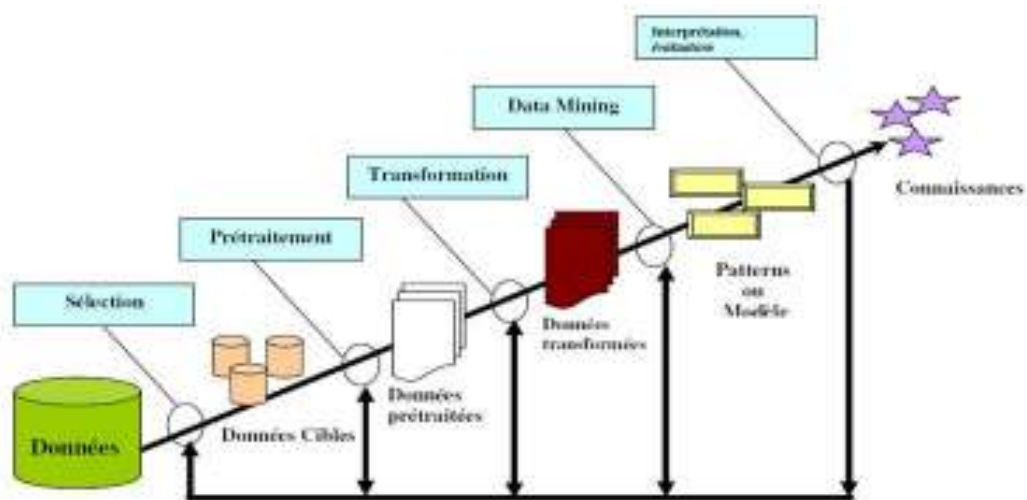 Interprétation,
évaluation
Data Mining
Transformation
Prétraitement
Sélection
Connaissances
Patterns
ou
Modèle
Données
transformées
Données
prétraitées
Données Cibles
Données